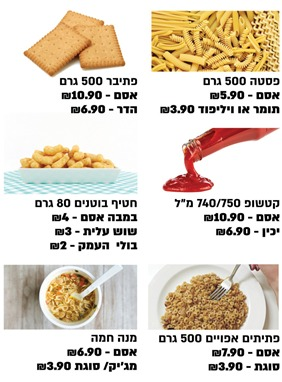 פסטה 500 גרם
אסם - 5.90₪
תומר או ויליפוד 3.90₪
פתיבר 500 גרם
אסם - 10.90₪
הדר - 6.90₪
קטשופ 740/750 מ"ל
אסם - 10.90₪
יכין - 6.90₪
חטיף בוטנים 80 גרם
במבה אסם - 4₪
שוש עלית - 3₪
בולי העמק - 2₪
פתיתים אפויים 500 גרם
אסם - 7.90₪
סוגת - 3.90₪
מנה חמה
אסם - 6.90₪
מג'יק/ סוגת 3.90₪